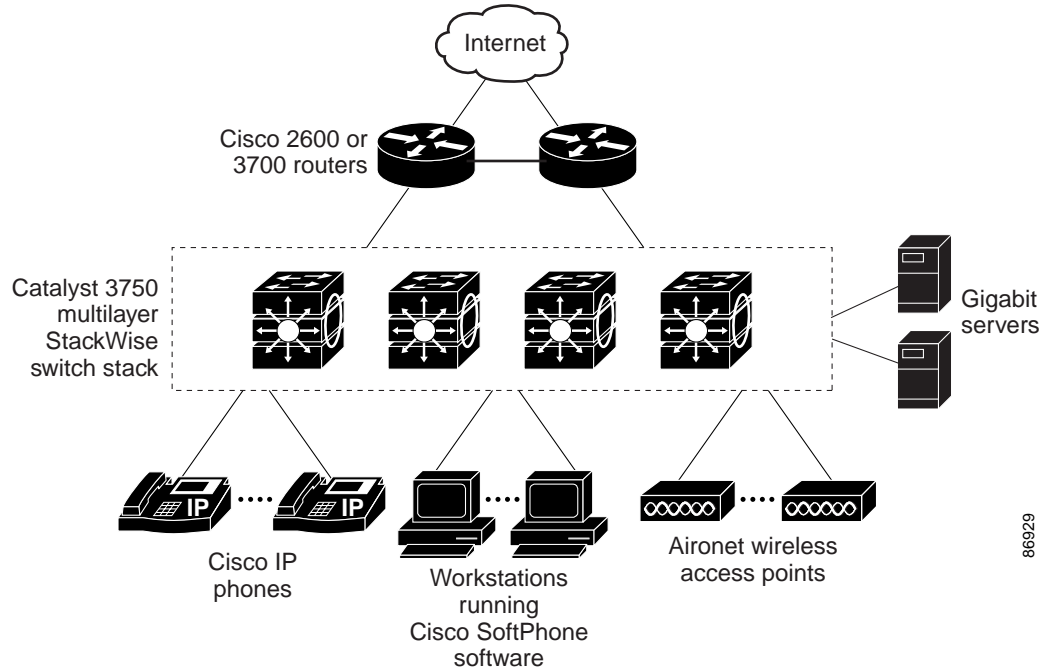 Internet
Cisco 2600 or
3700 routers
Catalyst 3750
multilayer
StackWise
switch stack
Gigabit
servers
IP
IP
Cisco IP
phones
Workstations
running
Cisco SoftPhone
software
Aironet wireless
access points
86929